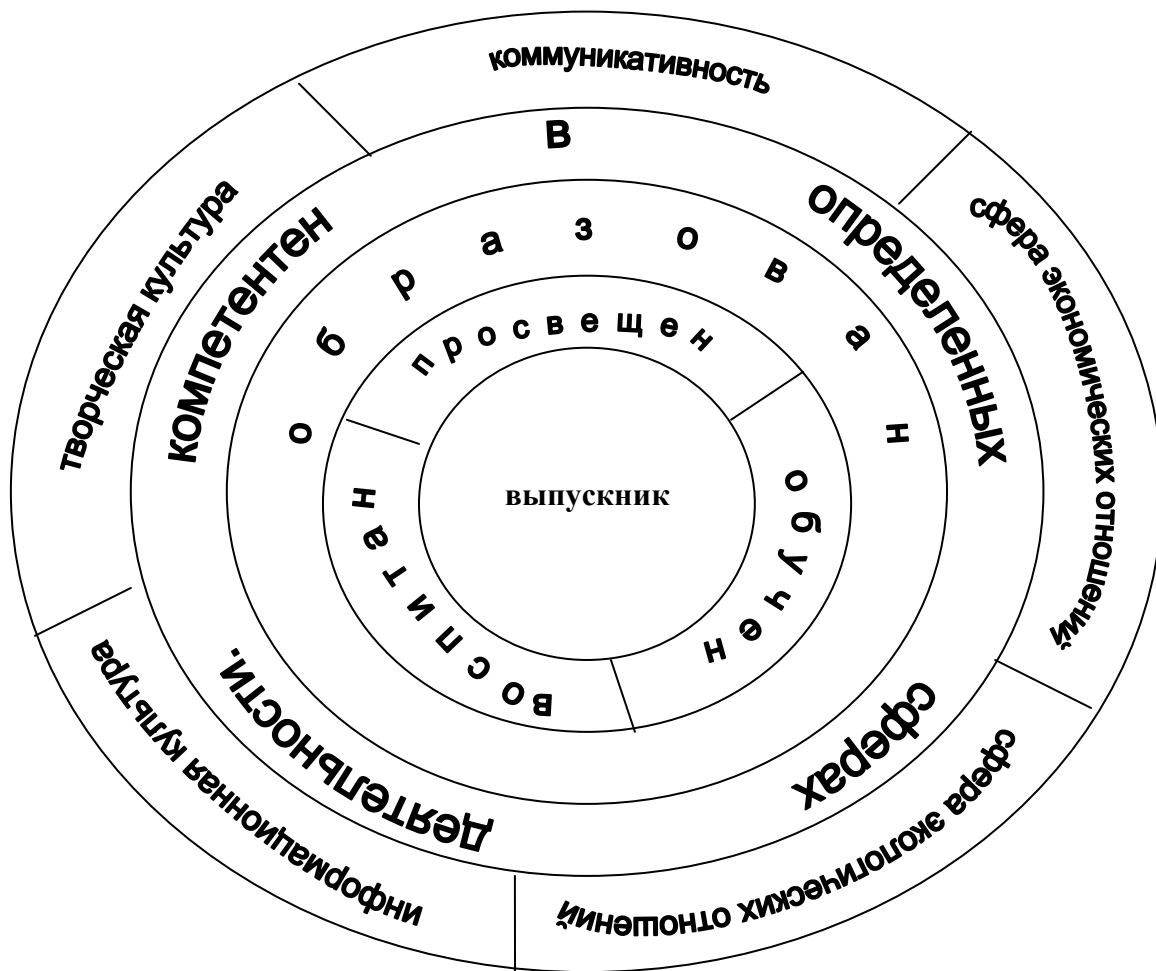 коммуникативность
сфера экономических отношений
сфера экологических отношений
информационная культура
творческая культура
компетентен
в
определенных
сферах
деятельности.
образован
просвещен
обучен
воспитан
выпускник